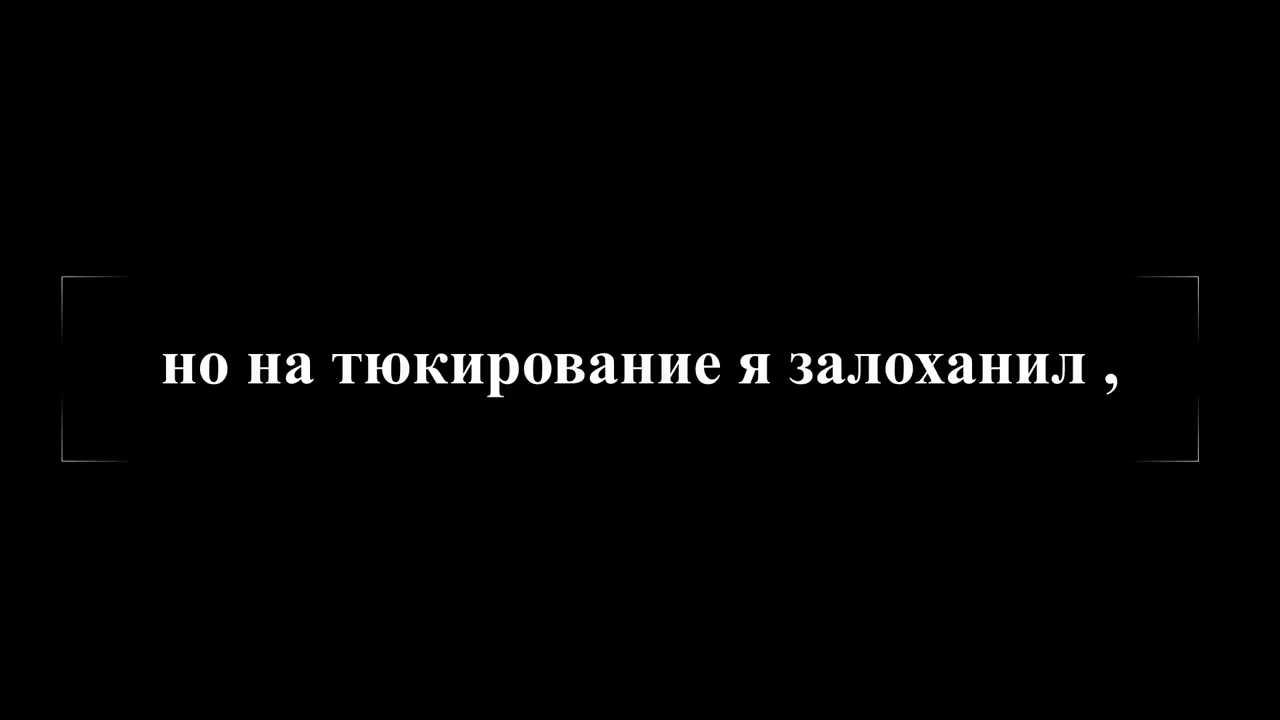 но на тюкирование я залоханил ,